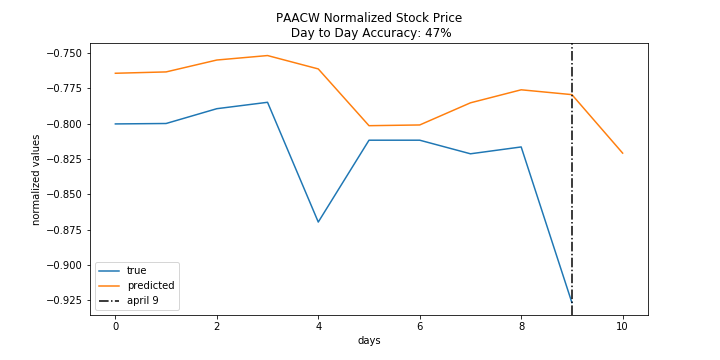 PAACW Normalized Stock Price
Day to Day Accuracy: 47%
normalized values
−0.750
−0.775
−0.800
−0.825
−0.850
−0.875
−0.900
−0.925
true
predicted
april 9
0
2
4
6
8
10
days